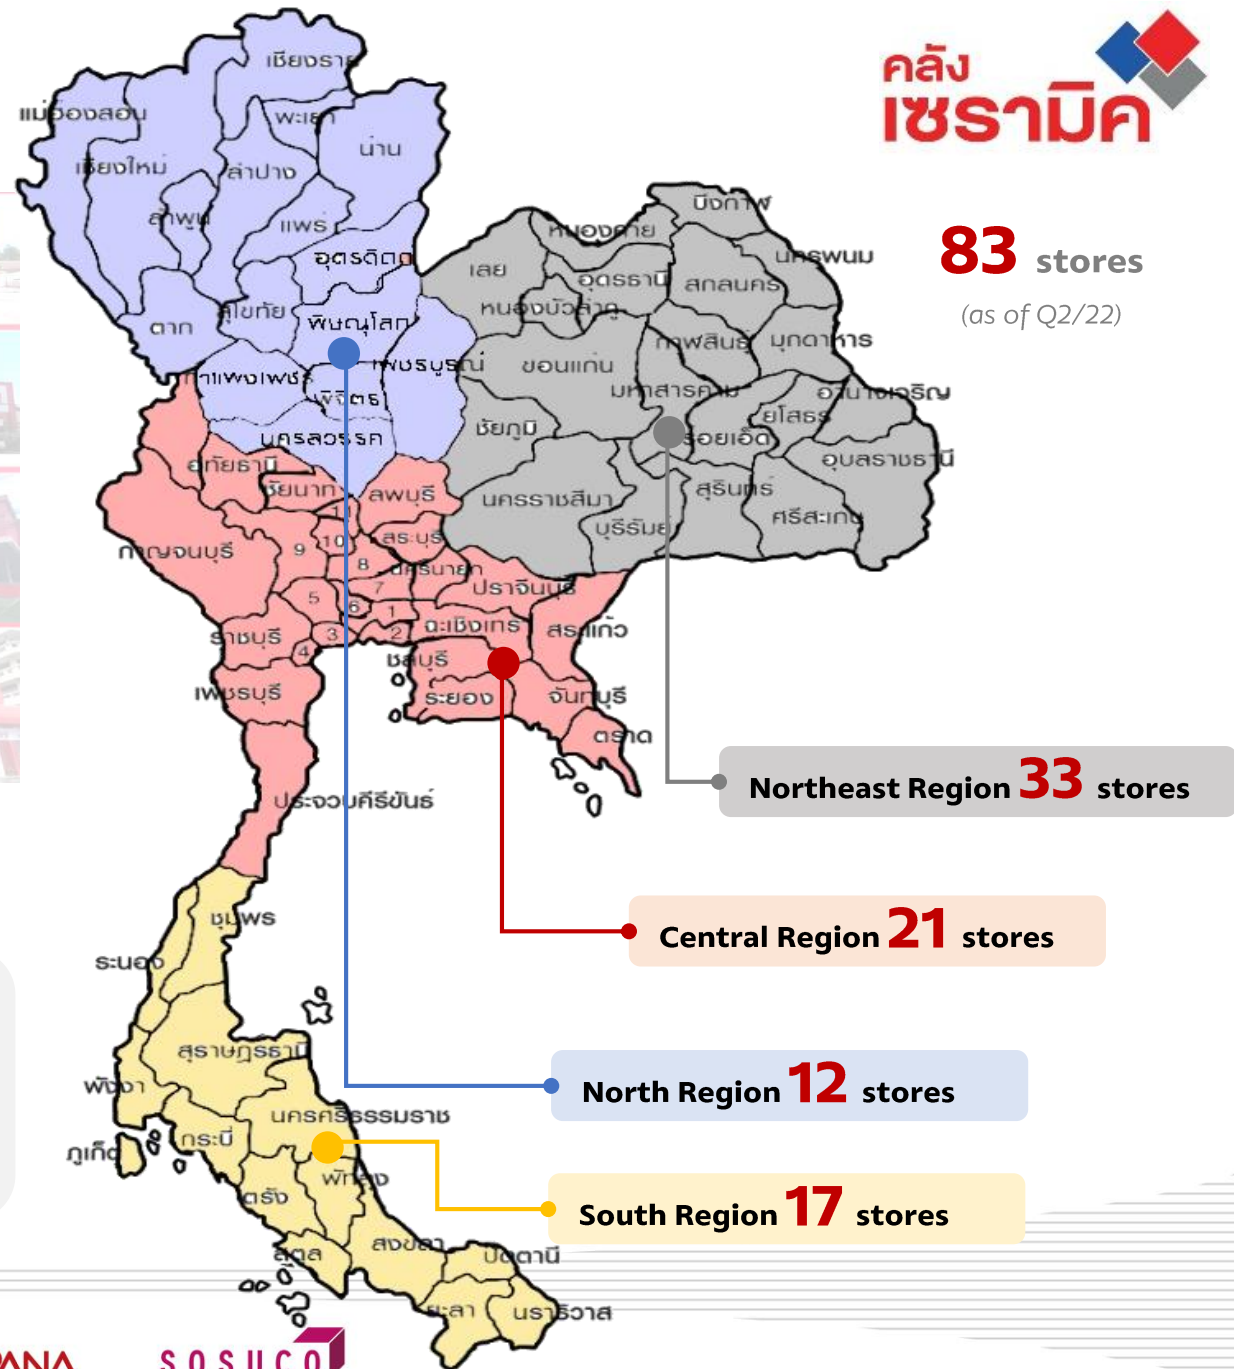 คลัง
เซรามิค
83 stores
(as of Q2/22)
เชียงราย
แม่ฮ่องสอน
พะเยา
น่าน
เชียงใหม่
ลำปาง
ลำพูน
แพร่
อุตรดิตถ
ตาก
สุโขทัย
พิษณุโลก
กำแพงเพชร
เพชรบูรณ์
พิจิตร
นครสวรรค
บึงกาฬ
หนองคาย
นครพนม
เลย
อุดรธานี
สกลนคร
หนองบัวลำภู
กาฬสินธุ์
มุกดาหาร
ขอนแก่น
มหาสารคาม
อำนาจเจริญ
ยโสธร
ชัยภูมิ
ร้อยเอ็ด
อุบลราชธานี
นครราชสีมา
สุรินทร์
บุรีรัมย์
ศรีสะเกษ
อุทัยธานี
ชัยนาท
ลพบุรี
11
กาญจนบุรี
9
10
สระบุรี
8
นครนายก
7
ปราจีนบุรี
5
6
1
ฉะเชิงเทรา
สระแก้ว
ราชบุรี
3
2
4
ชลบุรี
เพชรบุรี
ระยอง
จันทบุรี
ตราด
ประจวบคีรีขันธ์
Northeast Region 33 stores
Central Region 21 stores
North Region 12 stores
South Region 17 stores
ชุมพร
ระนอง
สุราษฎร์ธานี
พังงา
นครศรีธรรมราช
ภูเก็ต
กระบี่
พัทลุง
ตรัง
สตูล
สงขลา
ปัตตานี
ยะลา
นราธิวาส
PANA
SOSUCO